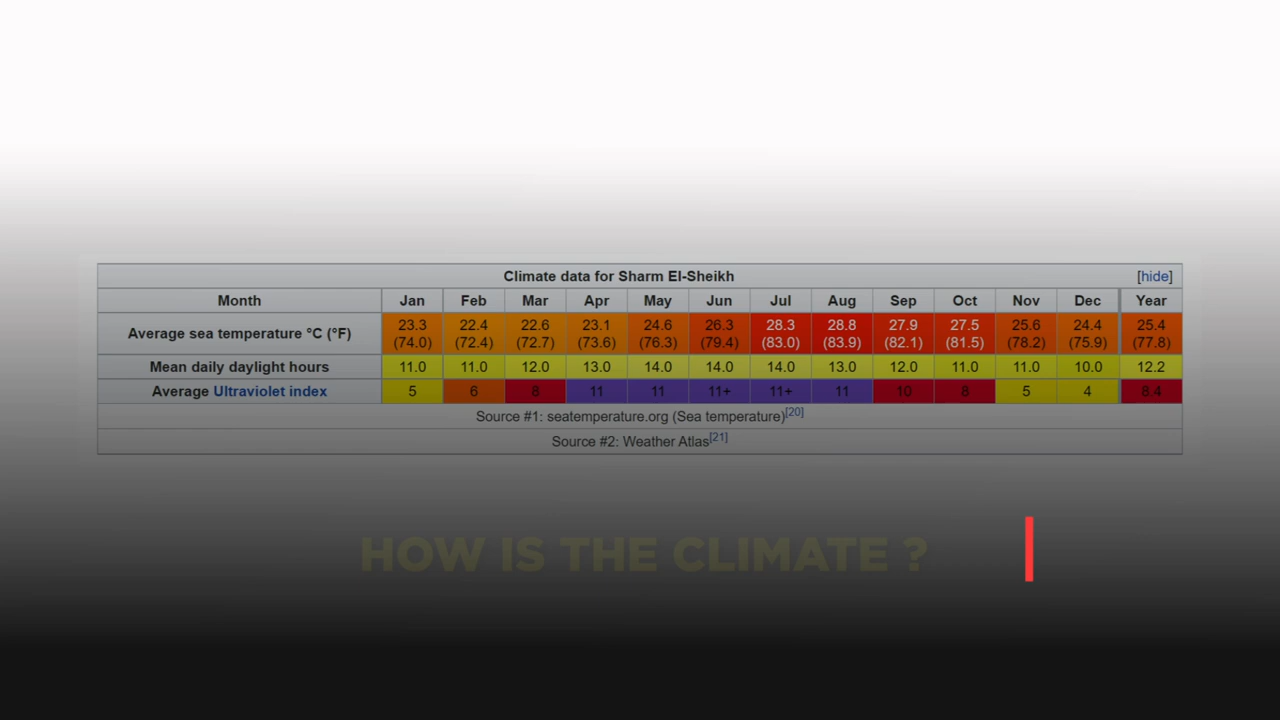 Climate data for Sharm El-Sheikh [hide]
Month Jan Feb Mar Apr May Jun Jul Aug Sep Oct Nov Dec Year
Average sea temperature °C (°F) 23.3 (74.0) 22.4 (72.4) 22.6 (72.7) 23.1 (73.6) 24.6 (76.3) 26.3 (79.4) 28.3 (83.0) 28.8 (83.9) 27.9 (82.1) 27.5 (81.5) 25.6 (78.2) 24.4 (75.9) 25.4 (77.8)
Mean daily daylight hours 11.0 11.0 12.0 13.0 14.0 14.0 14.0 13.0 12.0 11.0 11.0 10.0 12.2
Average Ultraviolet index 5 6 8 11 11 11+ 11+ 11 10 8 5 4 8.4
Source #1: seatemperature.org (Sea temperature)[20]
Source #2: Weather Atlas[21]
HOW IS THE CLIMATE ?